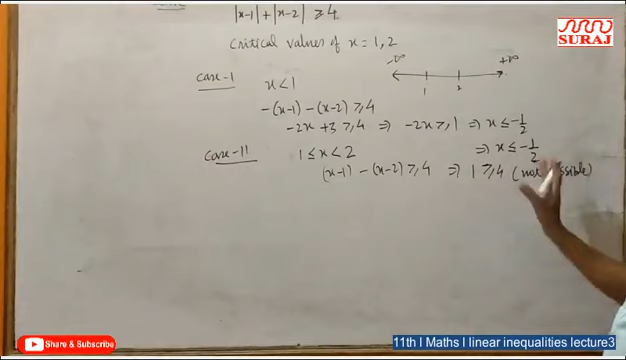 |x-1| + |x-2| ≥ 4
Critical values of x = 1, 2
-∞ +∞
1 2
case-I x < 1
-(x-1) - (x-2) ≥ 4
-2x + 3 ≥ 4 ⇒ -2x ≥ 1 ⇒ x ≤ -1/2
⇒ x ≤ -1/2
case-II 1 ≤ x < 2
(x-1) - (x-2) ≥ 4 ⇒ 1 ≥ 4 (not ssible)
SURAJ
Share & Subscribe
11th I Maths I linear inequalities lecture3